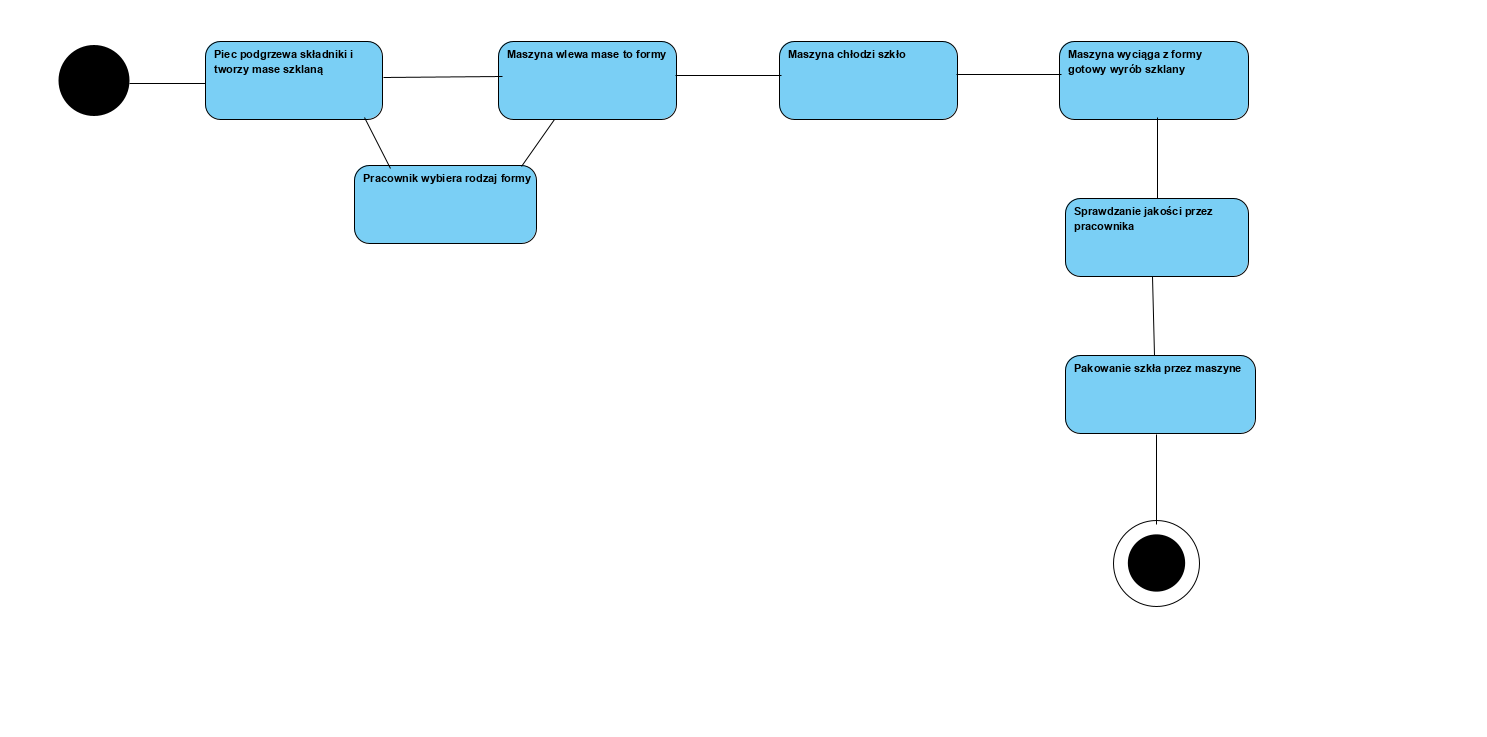 Piec podgrzewa składniki i
tworzy mase szklaną
Maszyna wlewa mase to formy
Maszyna chłodzi szkło
Maszyna wyciąga z formy
gotowy wyrób szklany
Pracownik wybiera rodzaj formy
Sprawdzanie jakości przez
pracownika
Pakowanie szkła przez maszyne